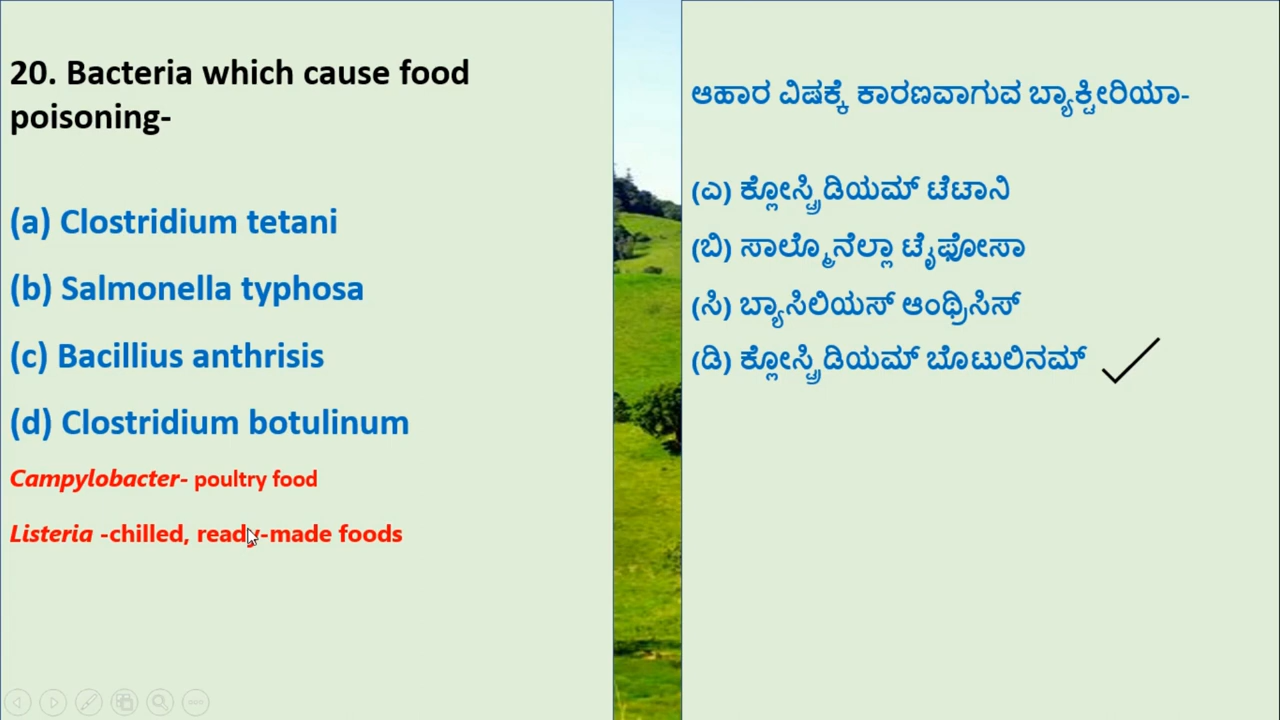 20. Bacteria which cause food
poisoning-
(a) Clostridium tetani
(b) Salmonella typhosa
(c) Bacillius anthrisis
(d) Clostridium botulinum
Campylobacter- poultry food
Listeria -chilled, ready-made foods
ಆಹಾರ ವಿಷಕ್ಕೆ ಕಾರಣವಾಗುವ ಬ್ಯಾಕ್ಟೀರಿಯಾ-
(ಎ) ಕ್ಲೋಸ್ಟ್ರಿಡಿಯಮ್ ಟೆಟಾನಿ
(ಬಿ) ಸಾಲ್ಮೊನೆಲ್ಲಾ ಟೈಫೋಸಾ
(ಸಿ) ಬ್ಯಾಸಿಲಿಯಸ್ ಆಂಥ್ರಿಸಿಸ್
(ಡಿ) ಕ್ಲೋಸ್ಟ್ರಿಡಿಯಮ್ ಬೊಟುಲಿನಮ್